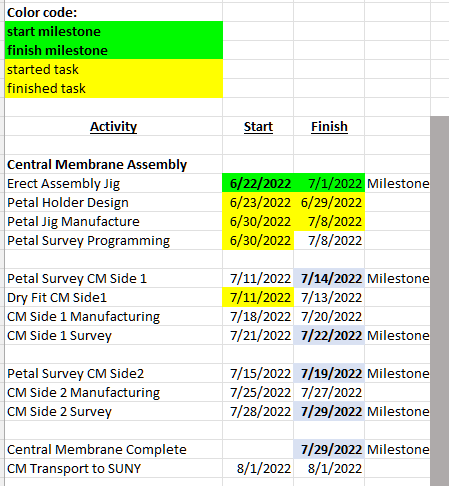 Color code:
start milestone
finish milestone
started task
finished task
Activity Start Finish
Central Membrane Assembly
Erect Assembly Jig 6/22/2022 7/1/2022 Milestone
Petal Holder Design 6/23/2022 6/29/2022
Petal Jig Manufacture 6/30/2022 7/8/2022
Petal Survey Programming 6/30/2022 7/8/2022
Petal Survey CM Side 1 7/11/2022 7/14/2022 Milestone
Dry Fit CM Side1 7/11/2022 7/13/2022
CM Side 1 Manufacturing 7/18/2022 7/20/2022
CM Side 1 Survey 7/21/2022 7/22/2022 Milestone
Petal Survey CM Side2 7/15/2022 7/19/2022 Milestone
CM Side 2 Manufacturing 7/25/2022 7/27/2022
CM Side 2 Survey 7/28/2022 7/29/2022 Milestone
Central Membrane Complete 7/29/2022 Milestone
CM Transport to SUNY 8/1/2022 8/1/2022